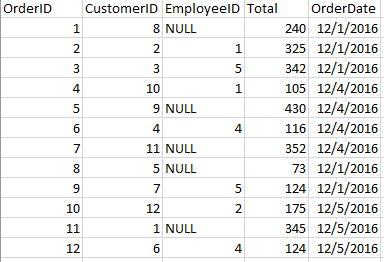 OrderID CustomerID EmployeeID Total OrderDate
1 8 NULL 240 12/1/2016
2 2 1 325 12/1/2016
3 3 5 342 12/1/2016
4 10 1 105 12/4/2016
5 9 NULL 430 12/4/2016
6 4 4 116 12/4/2016
7 11 NULL 352 12/4/2016
8 5 NULL 73 12/1/2016
9 7 5 124 12/1/2016
10 12 2 175 12/5/2016
11 1 NULL 345 12/5/2016
12 6 4 124 12/5/2016